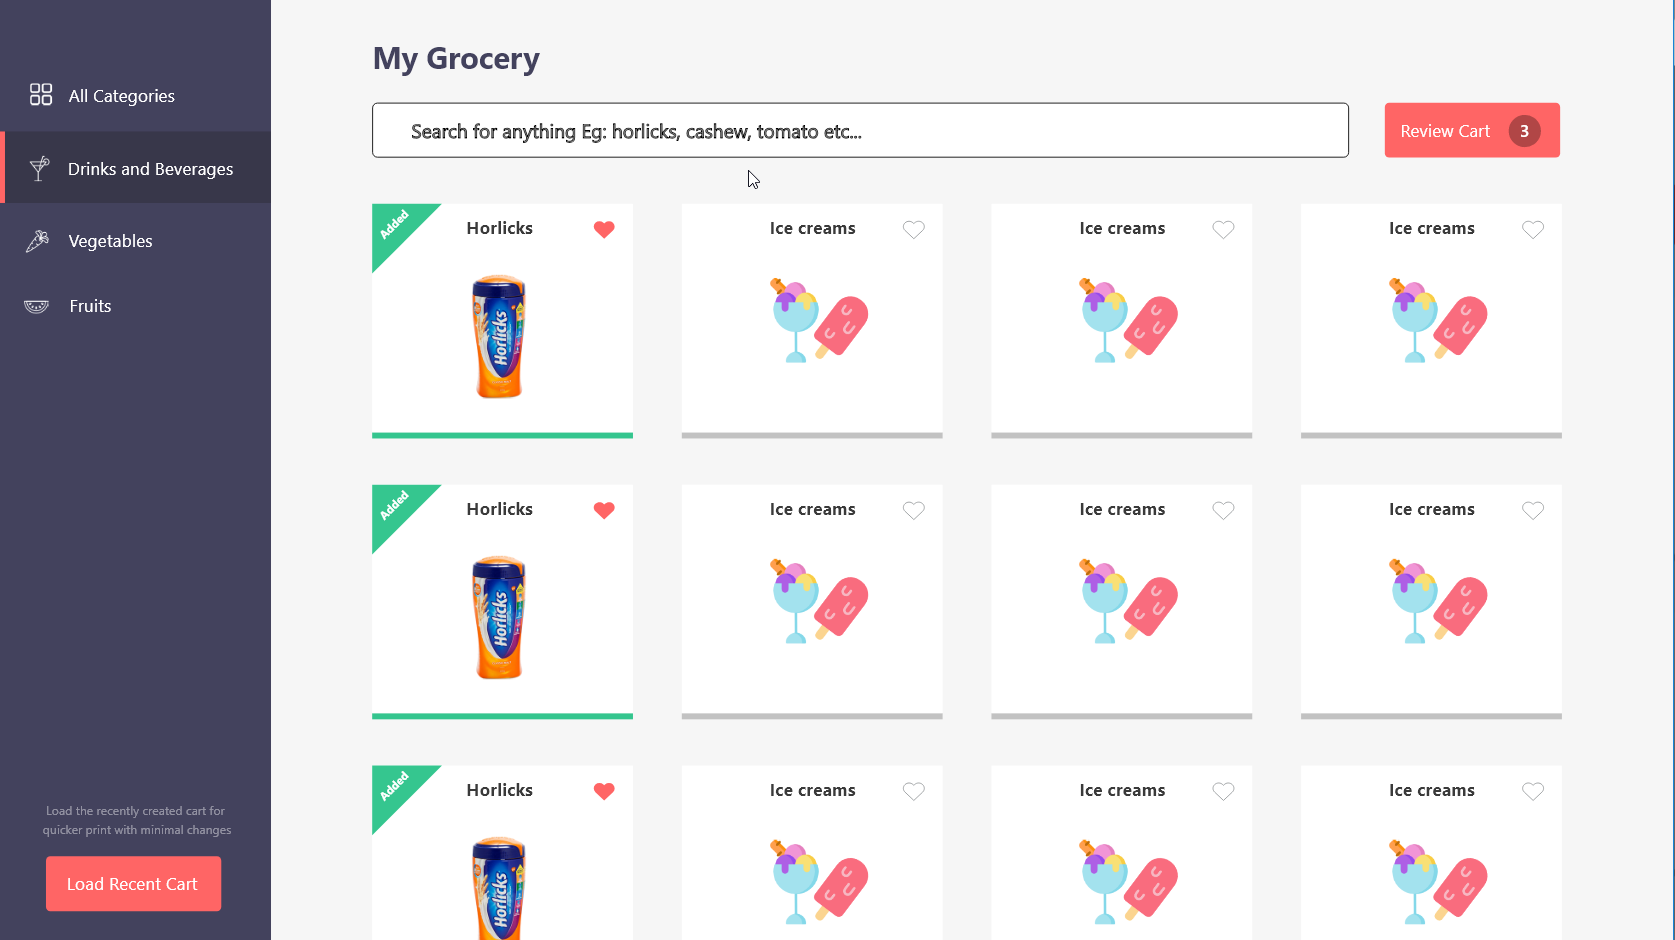 My Grocery
All Categories
Search for anything Eg: horlicks, cashew, tomato etc...
Review Cart 3
Drinks and Beverages
Vegetables
Fruits
Added
Horlicks
Ice creams
Ice creams
Ice creams
Horlicks
Added
Horlicks
Ice creams
Ice creams
Ice creams
Horlicks
Added
Horlicks
Ice creams
Ice creams
Ice creams
Horlicks
Load the recently created cart for
quicker print with minimal changes
Load Recent Cart